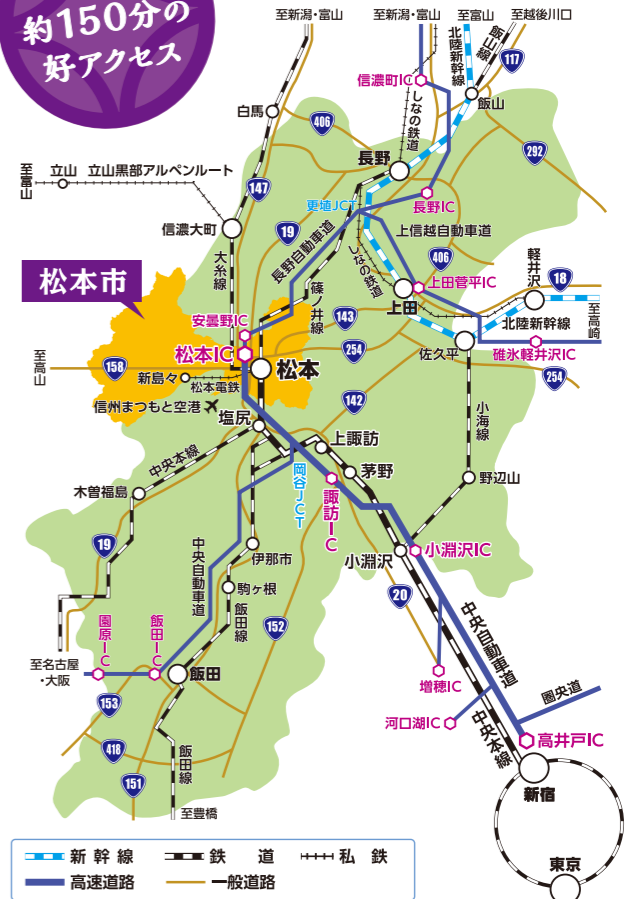 約150分の
好アクセス
至新潟・富山
至新潟・富山
至富山
至越後川口
北陸新幹線
飯山線
117
信濃町IC
しなの鉄道
飯山
白馬
406
292
長野
至富山
立山
立山黒部アルペンルート
147
更埴JCT
長野IC
信濃大町
19
上信越自動車道
長野自動車道
しなの鉄道
406
大糸線
篠ノ井線
上田菅平IC
上田
軽井沢
18
松本市
安曇野IC
143
北陸新幹線
至高崎
松本IC
254
佐久平
碓氷軽井沢IC
至高山
158
新島々
松本電鉄
松本
254
信州まつもと空港
142
塩尻
小海線
上諏訪
中央本線
岡谷JCT
茅野
野辺山
木曽福島
諏訪IC
19
中央自動車道
伊那市
小淵沢
小淵沢IC
駒ヶ根
20
飯田線
152
園原IC
飯田IC
中央自動車道
至名古屋
・大阪
飯田
増穂IC
圏央道
153
河口湖IC
中央本線
高井戸IC
418
飯田線
151
新宿
至豊橋
東京
新幹線
鉄道
私鉄
高速道路
一般道路